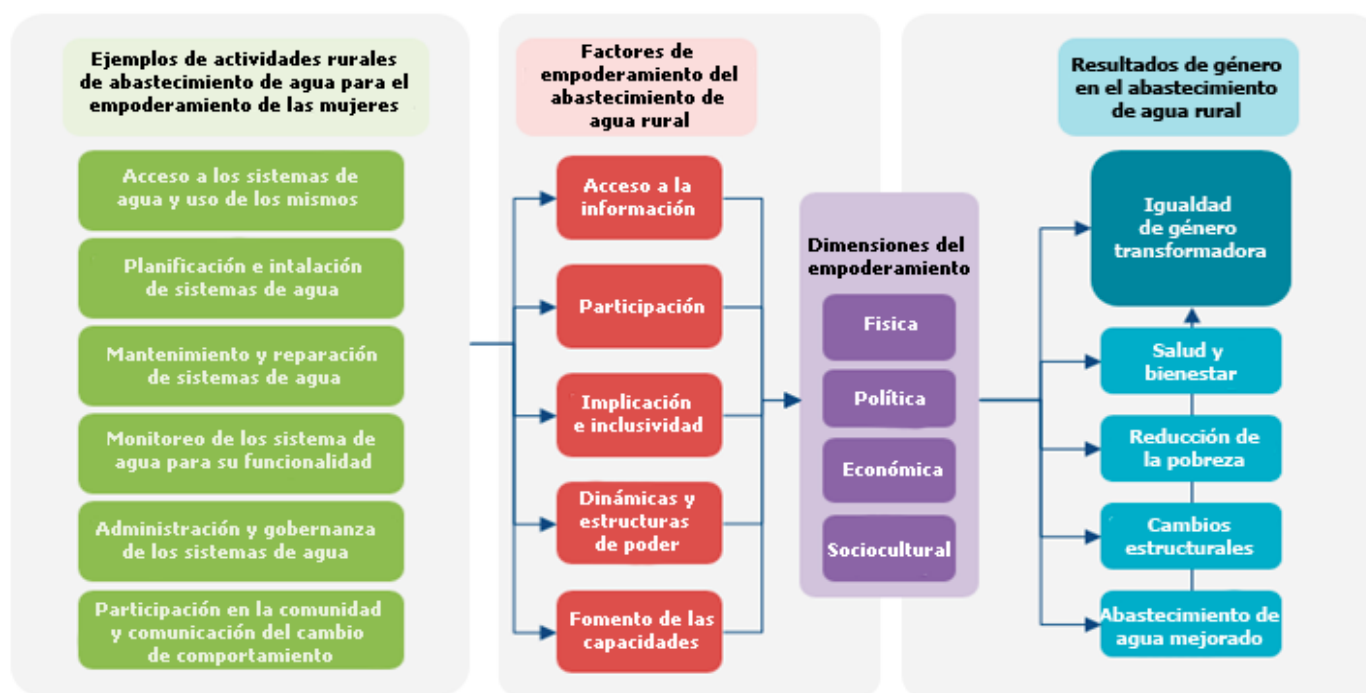 Ejemplos de actividades rurales
de abastecimiento de agua para el
empoderamiento de las mujeres
Acceso a los sistemas de
agua y uso de los mismos
Planificación e intalación
de sistemas de agua
Mantenimiento y reparación
de sistemas de agua
Monitoreo de los sistema de
agua para su funcionalidad
Administración y gobernanza
de los sistemas de agua
Participación en la comunidad
y comunicación del cambio
de comportamiento
Factores de
empoderamiento del
abastecimiento de
agua rural
Acceso a la
información
Participación
Implicación
e inclusividad
Dinámicas y
estructuras
de poder
Fomento de las
capacidades
Dimensiones del
empoderamiento
Fisica
Política
Económica
Sociocultural
Resultados de género
en el abastecimiento
de agua rural
Igualdad
de género
transformadora
Salud y
bienestar
Reducción de
la pobreza
Cambios
estructurales
Abastecimiento de
agua mejorado